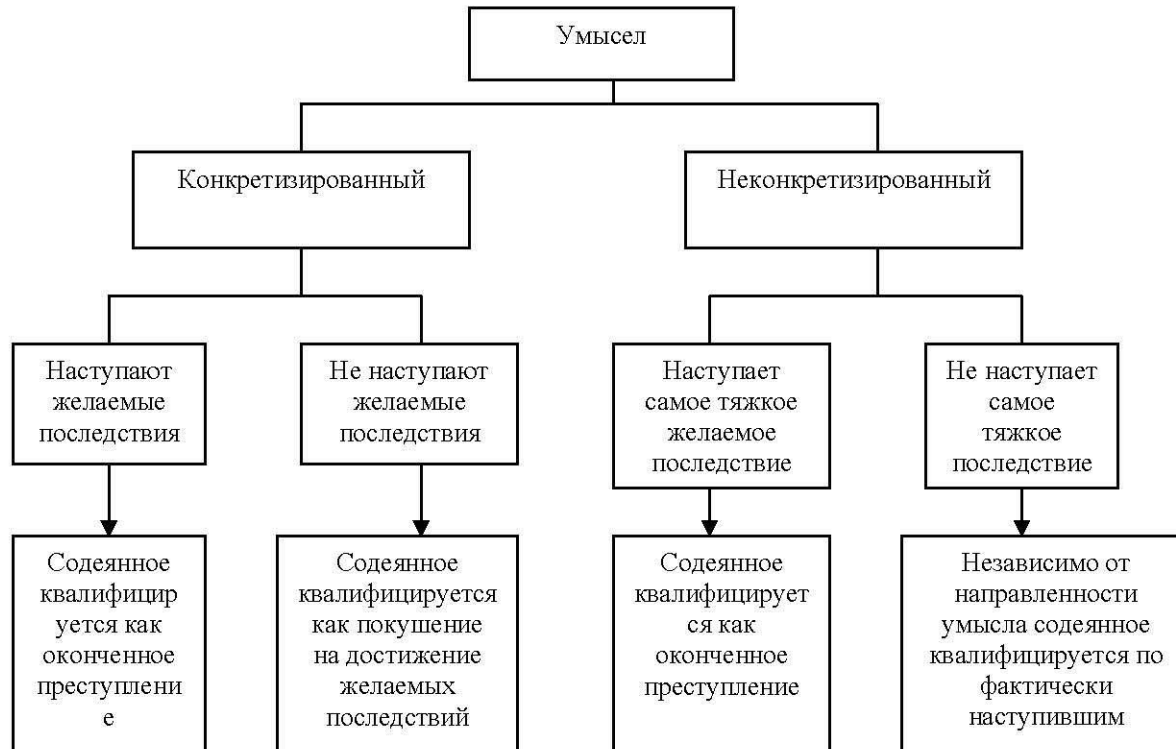 Умысел
Конкретизированный
Неконкретизированный
Наступают
желаемые
последствия
Не наступают
желаемые
последствия
Наступает
самое тяжкое
желаемое
последствие
Не наступает
самое
тяжкое
последствие
Содеянное
квалифицир
уется как
оконченное
преступлени
е
Содеянное
квалифицируется
как покушение
на достижение
желаемых
последствий
Содеянное
квалифицирует
ся как
оконченное
преступление
Независимо от
направленности
умысла содеянное
квалифицируется по
фактически
наступившим